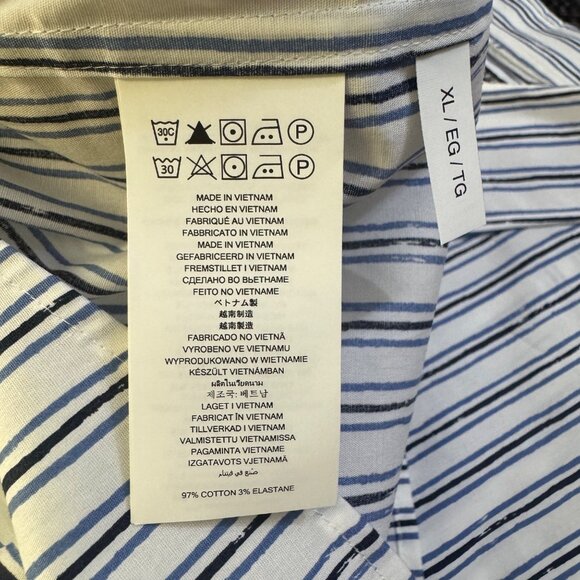 30C P
30 P
MADE IN VIETNAM
HECHO EN VIETNAM
FABRIQUÉ AU VIETNAM
FABBRICATO IN VIETNAM
MADE IN VIETNAM
GEFABRICEERD IN VIETNAM
FREMSTILLET I VIETNAM
СДЕЛАНО ВО ВЬЕТНАМЕ
FEITO NO VIETNAME
ベトナム製
越南制造
越南製造
FABRICADO NO VIETNÃ
VYROBENO VE VIETNAMU
WYPRODUKOWANO W WIETNAMIE
KÉSZÜLT VIETNÁMBAN
ผลิตในเวียดนาม
제조국: 베트남
LAGET I VIETNAM
FABRICAT ÎN VIETNAM
TILLVERKAD I VIETNAM
VALMISTETTU VIETNAMISSA
PAGAMINTA VIETNAME
IZGATAVOTS VJETNAMĀ
صنع في فيتنام
97% COTTON 3% ELASTANE
XL / EG / TG